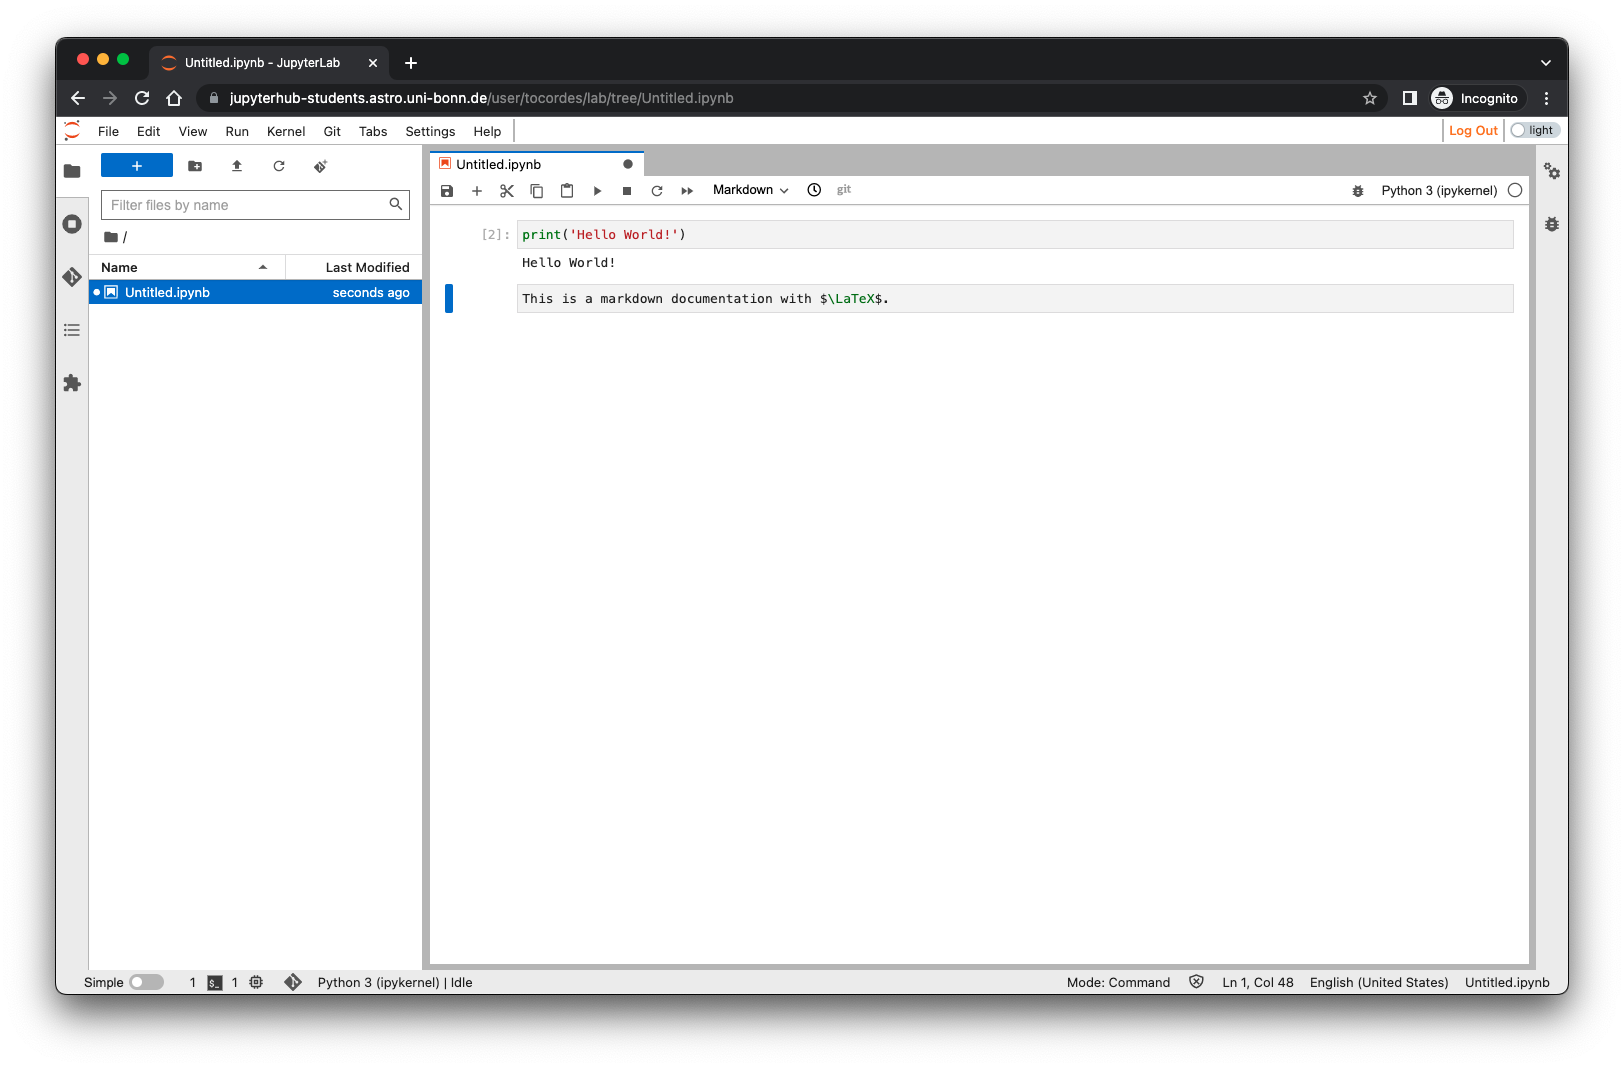 Untitled.ipynb - JupyterLab
jupyterhub-students.astro.uni-bonn.de/user/tocordes/lab/tree/Untitled.ipynb
Incognito
File Edit View Run Kernel Git Tabs Settings Help
Log Out light
Filter files by name
/
Name Last Modified
Untitled.ipynb seconds ago
Untitled.ipynb
Markdown git Python 3 (ipykernel)
[2]: print('Hello World!')
Hello World!
This is a markdown documentation with $\LaTeX$.
Simple 1 $_ 1 Python 3 (ipykernel) | Idle Mode: Command Ln 1, Col 48 English (United States) Untitled.ipynb